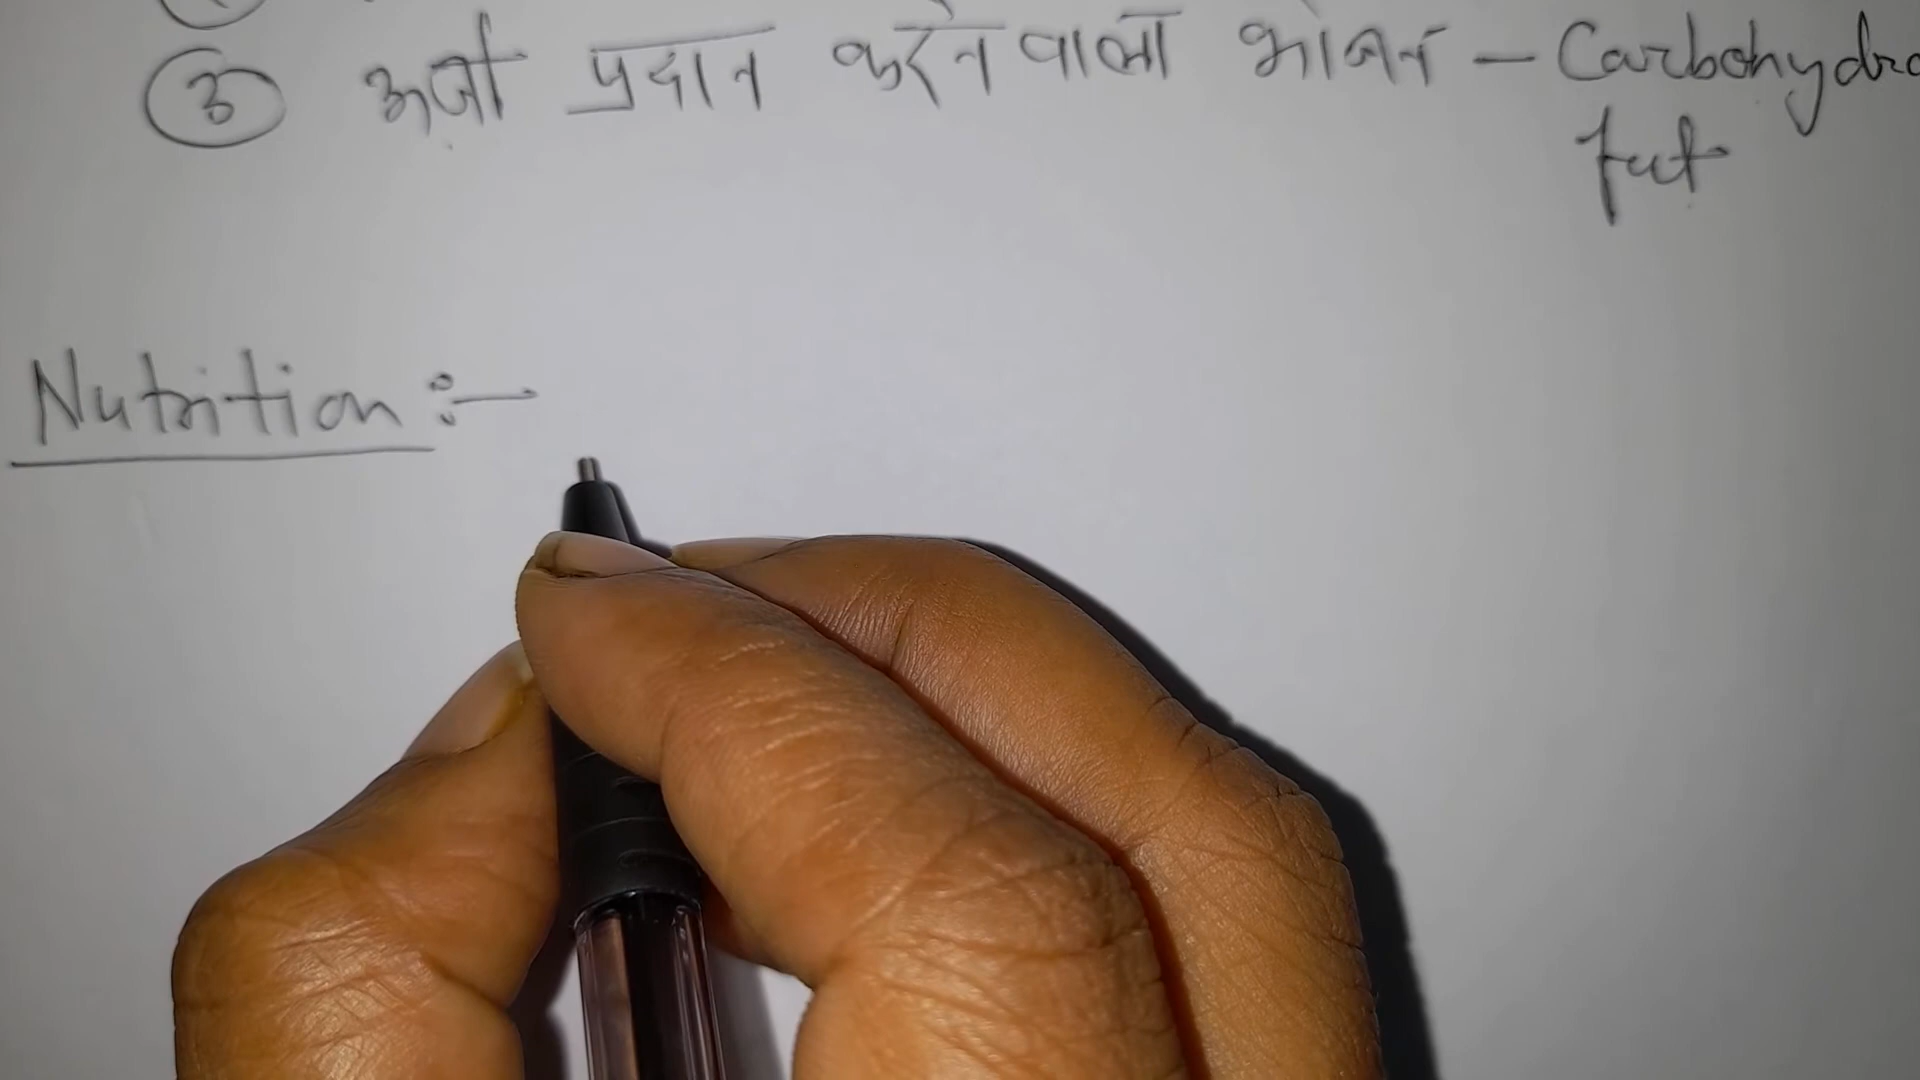 ③ ऊर्जा प्रदान करने वाला भोजन - Carbohydra
fat
Nutrition :-